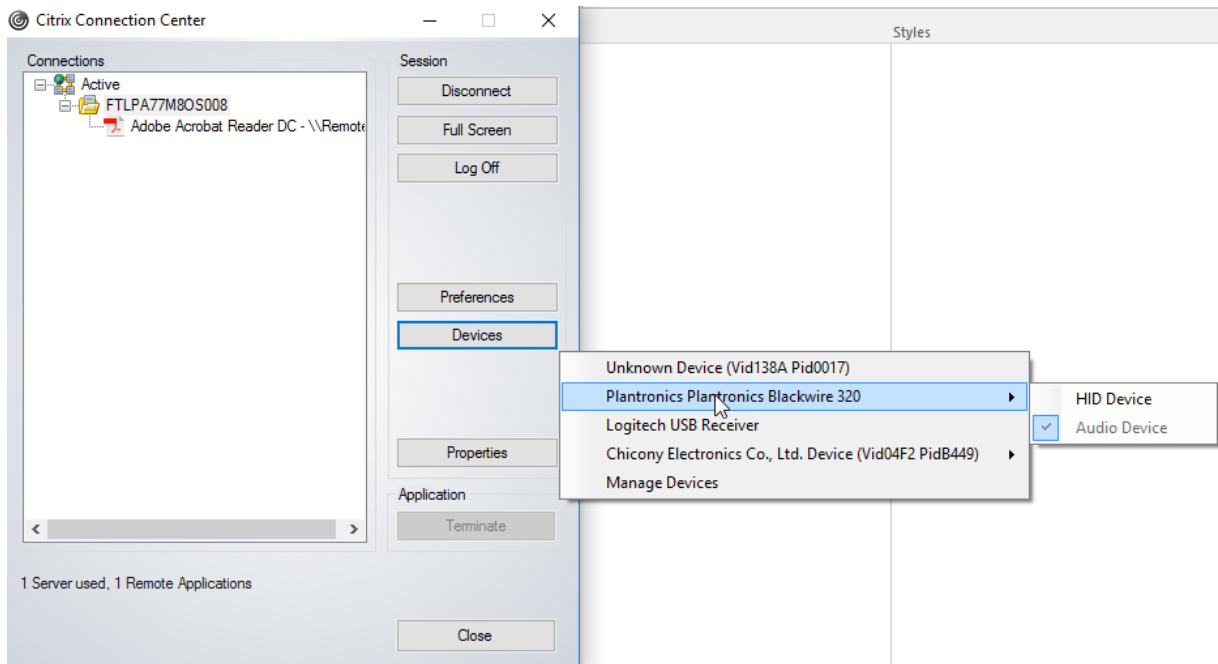 Citrix Connection Center
Styles
Connections
Active
FTLPA77M8OS008
Adobe Acrobat Reader DC - \\Remote
Session
Disconnect
Full Screen
Log Off
Preferences
Devices
Properties
Application
Terminate
Unknown Device (Vid138A Pid0017)
Plantronics Plantronics Blackwire 320
Logitech USB Receiver
Chicony Electronics Co., Ltd. Device (Vid04F2 PidB449)
Manage Devices
HID Device
Audio Device
1 Server used, 1 Remote Applications
Close